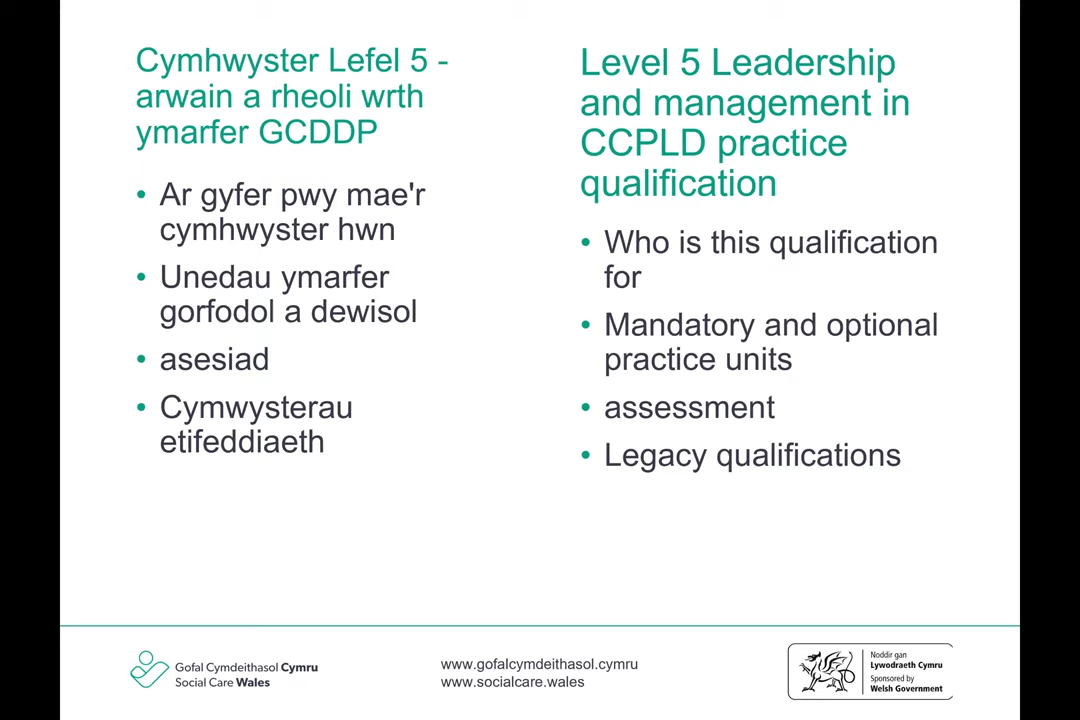 Cymhwyster Lefel 5 -
arwain a rheoli wrth
ymarfer GCDDP
• Ar gyfer pwy mae'r
cymhwyster hwn
• Unedau ymarfer
gorfodol a dewisol
• asesiad
• Cymwysterau
etifeddiaeth
Level 5 Leadership
and management in
CCPLD practice
qualification
• Who is this qualification
for
• Mandatory and optional
practice units
• assessment
• Legacy qualifications
Gofal Cymdeithasol Cymru
Social Care Wales
www.gofalcymdeithasol.cymru
www.socialcare.wales
Noddir gan
Lywodraeth Cymru
Sponsored by
Welsh Government